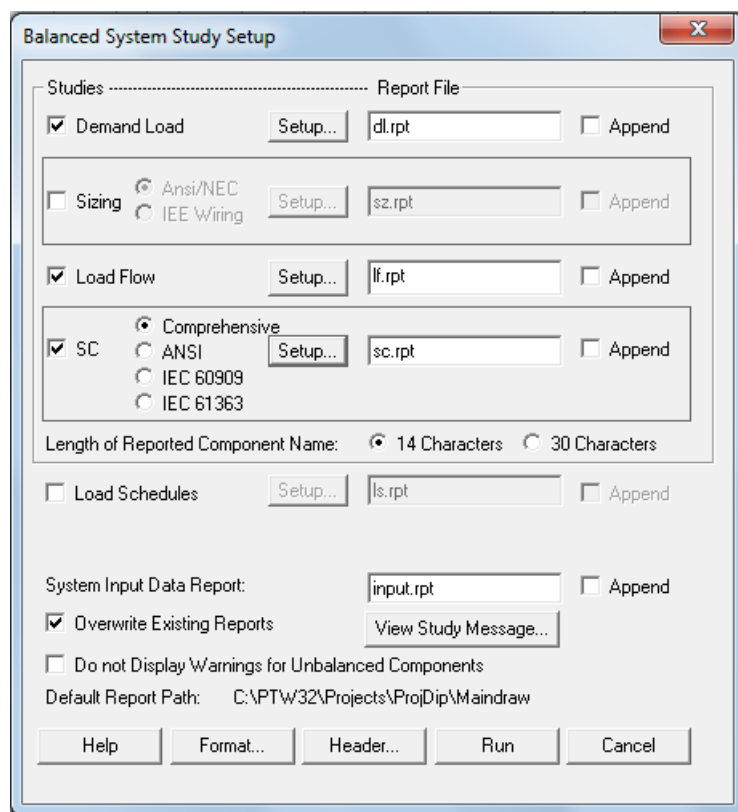 Balanced System Study Setup
Studies ------------------------------------------------ Report File
Demand Load Setup... dl.rpt Append
Sizing Ansi/NEC Setup... sz.rpt Append
IEE Wiring
Load Flow Setup... lf.rpt Append
Comprehensive
SC ANSI Setup... sc.rpt Append
IEC 60909
IEC 61363
Length of Reported Component Name: 14 Characters 30 Characters
Load Schedules Setup... ls.rpt Append
System Input Data Report: input.rpt Append
Overwrite Existing Reports View Study Message...
Do not Display Warnings for Unbalanced Components
Default Report Path: C:\PTW32\Projects\ProjDip\Maindraw
Help Format... Header... Run Cancel